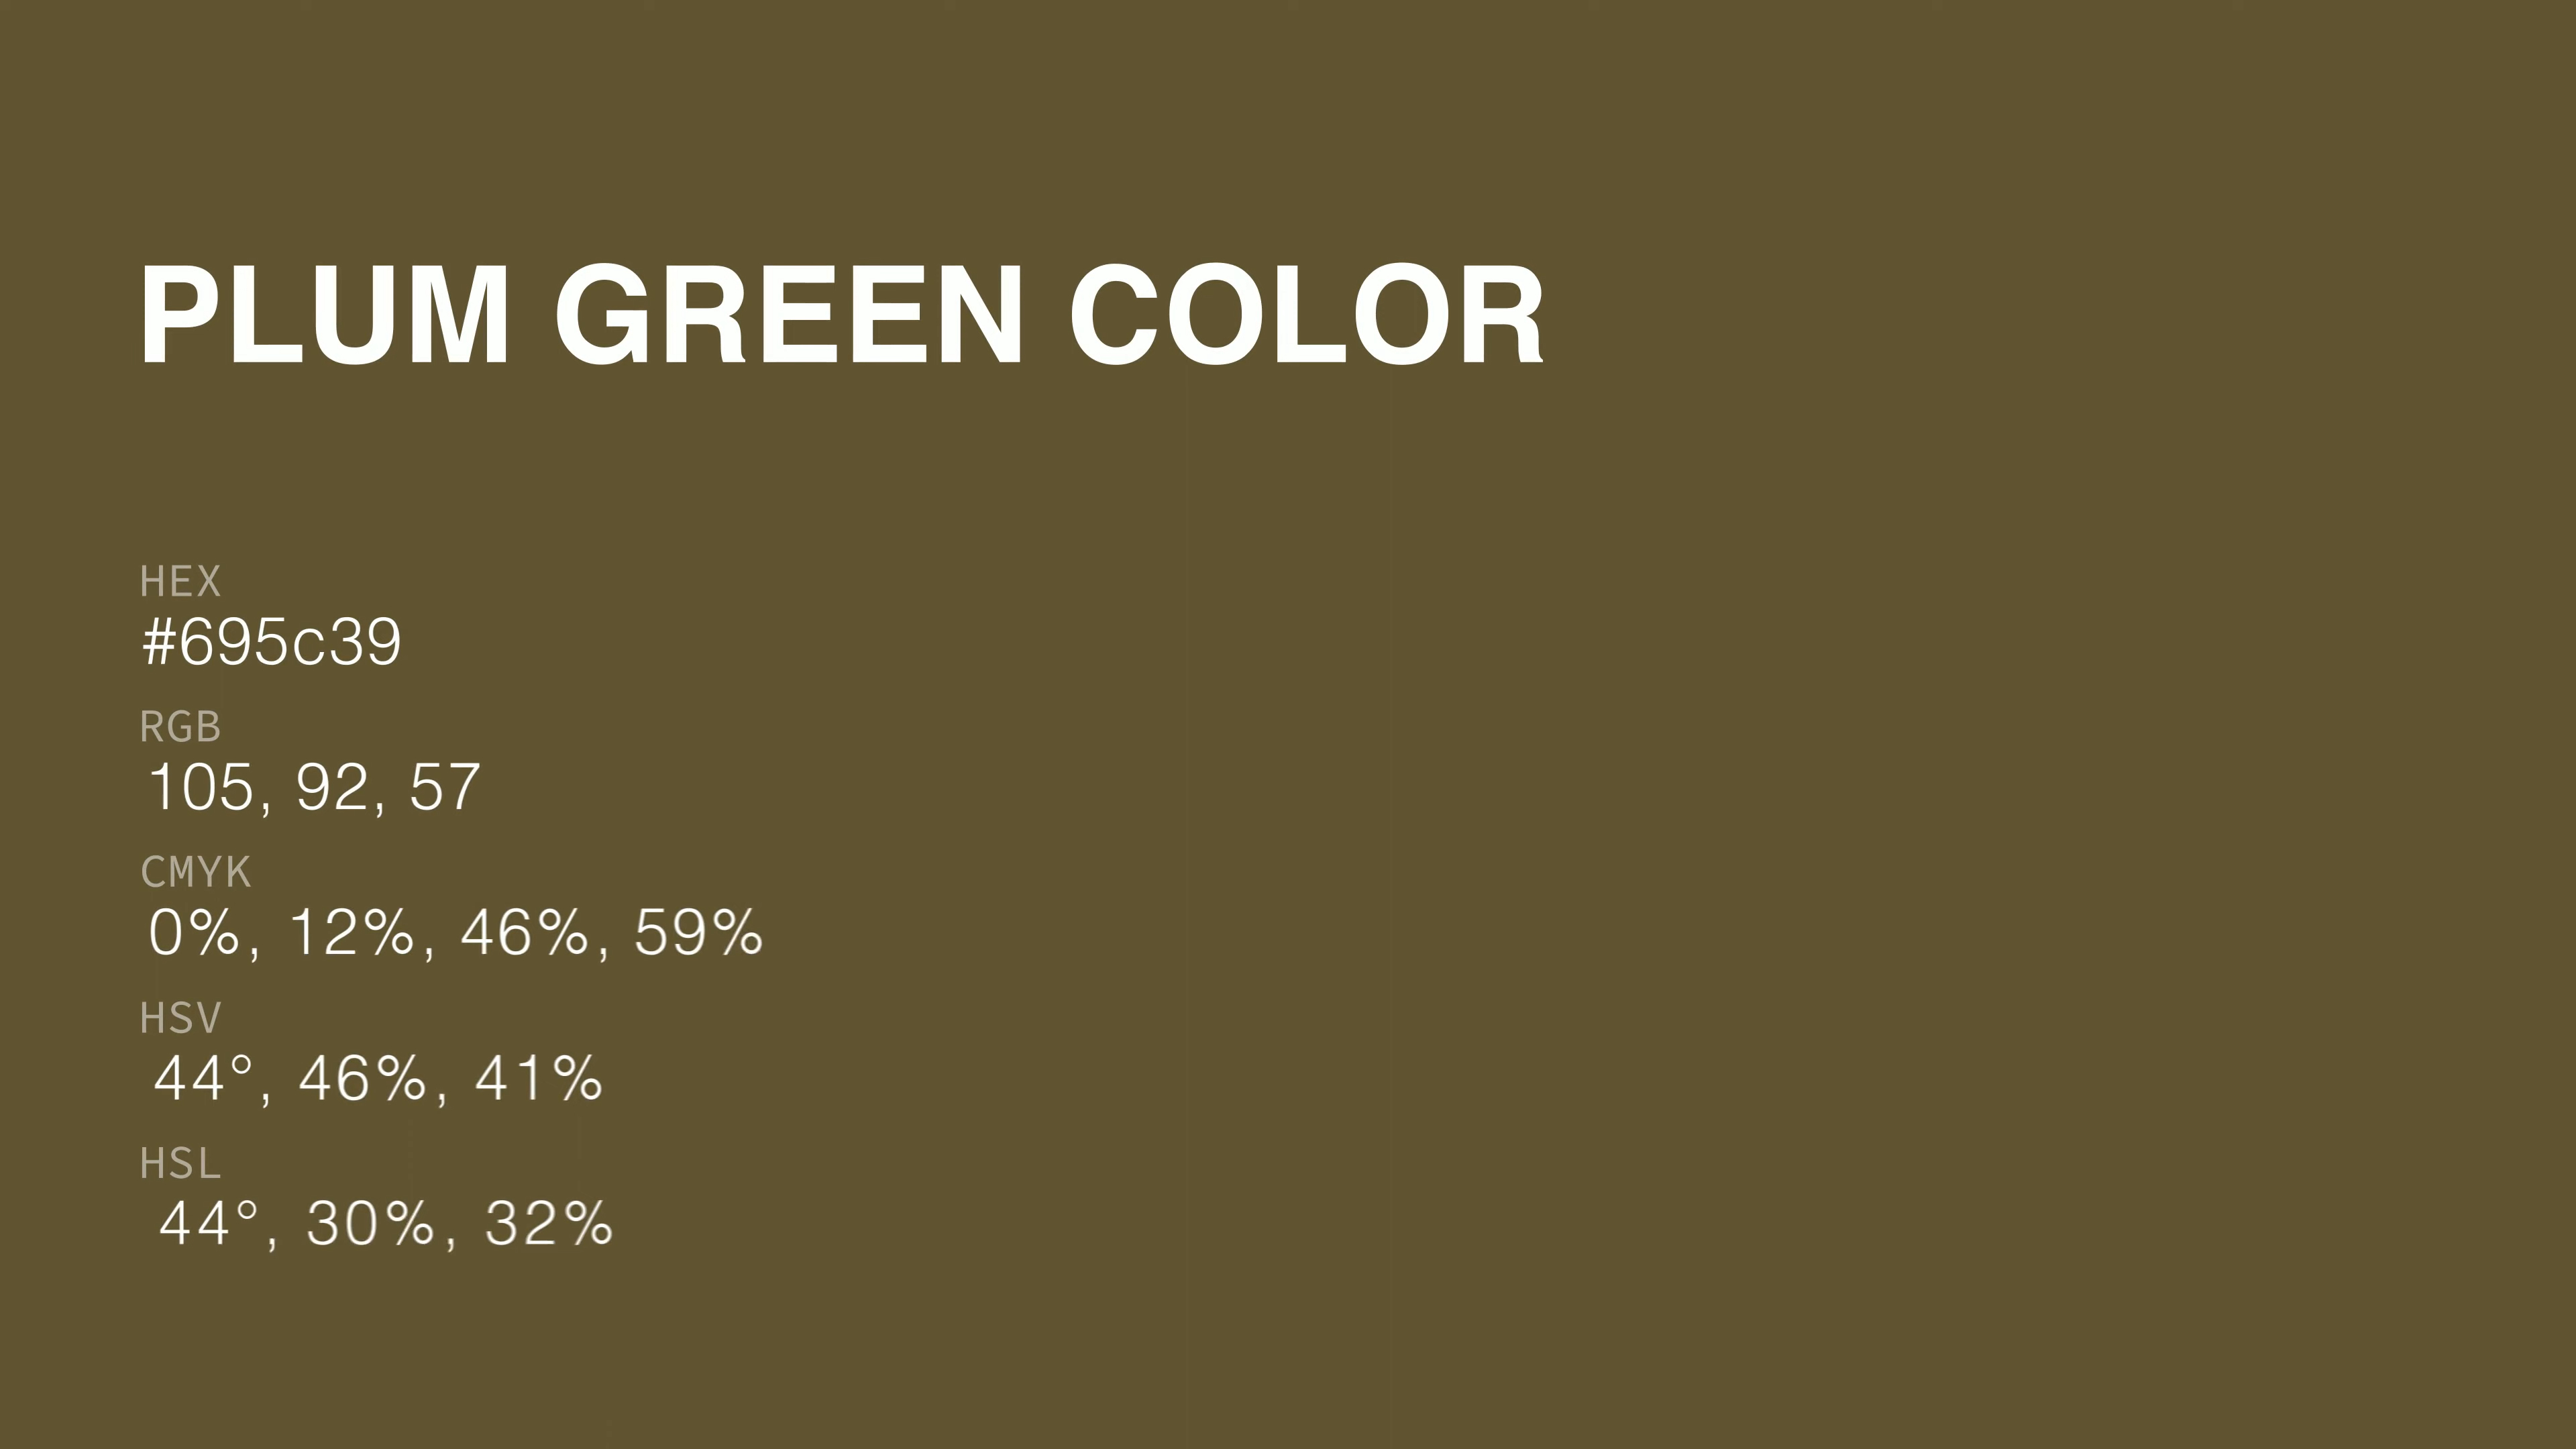 PLUM GREEN COLOR
HEX
#695c39
RGB
105, 92, 57
CMYK
0%, 12%, 46%, 59%
HSV
44°, 46%, 41%
HSL
44°, 30%, 32%